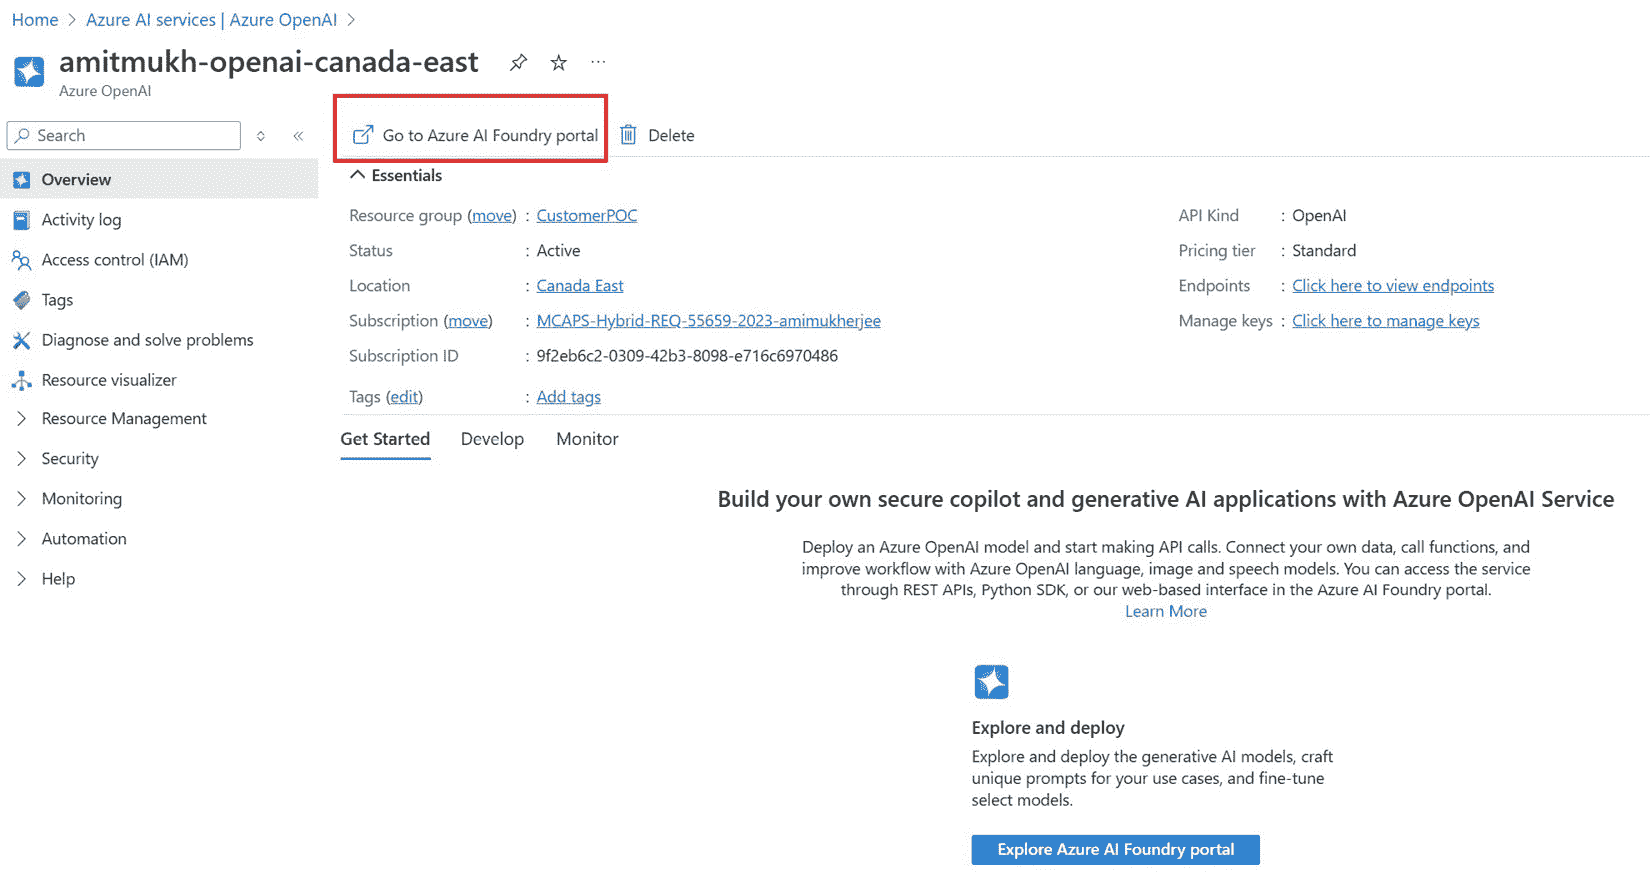 Home > Azure AI services | Azure OpenAI >
amitmukh-openai-canada-east ...
Azure OpenAI
Search
Go to Azure AI Foundry portal
Delete
Overview
Activity log
Access control (IAM)
Tags
Diagnose and solve problems
Resource visualizer
Resource Management
Security
Monitoring
Automation
Help
Essentials
Resource group (move) : CustomerPOC
Status : Active
Location : Canada East
Subscription (move) : MCAPS-Hybrid-REQ-55659-2023-amimukherjee
Subscription ID : 9f2eb6c2-0309-42b3-8098-e716c6970486
Tags (edit) : Add tags
API Kind : OpenAI
Pricing tier : Standard
Endpoints : Click here to view endpoints
Manage keys : Click here to manage keys
Get Started Develop Monitor
Build your own secure copilot and generative AI applications with Azure OpenAI Service
Deploy an Azure OpenAI model and start making API calls. Connect your own data, call functions, and
improve workflow with Azure OpenAI language, image and speech models. You can access the service
through REST APIs, Python SDK, or our web-based interface in the Azure AI Foundry portal.
Learn More
Explore and deploy
Explore and deploy the generative AI models, craft
unique prompts for your use cases, and fine-tune
select models.
Explore Azure AI Foundry portal